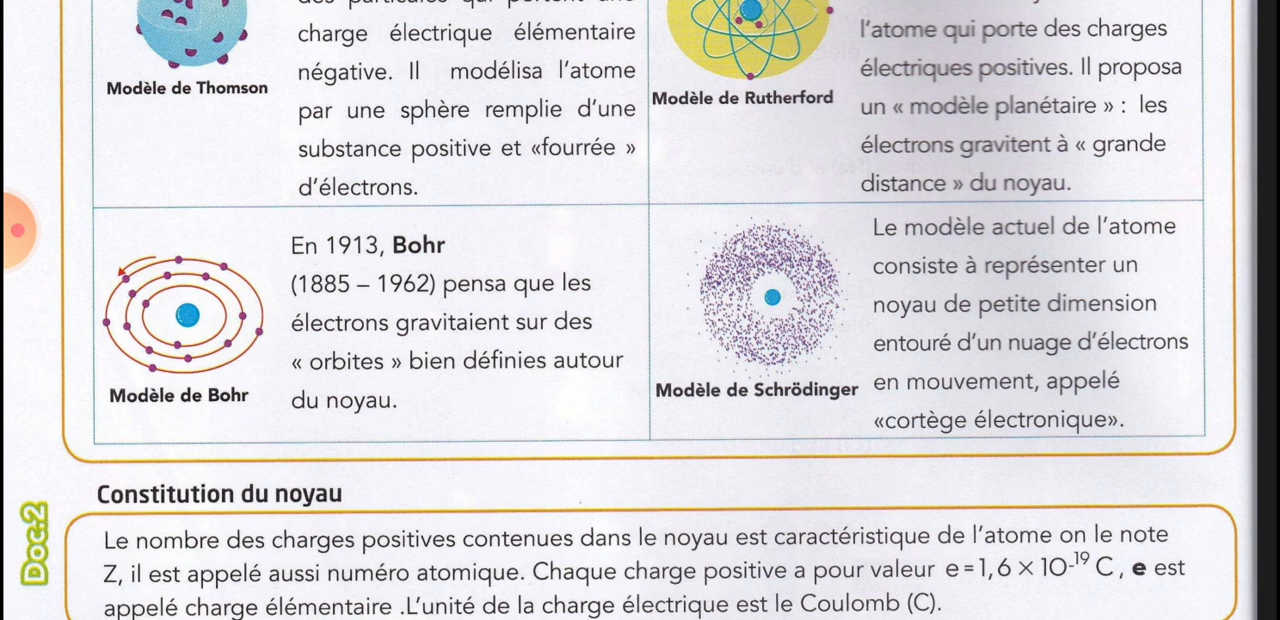 des particules qui portent une
charge électrique élémentaire
négative. Il modélisa l'atome
par une sphère remplie d'une
substance positive et «fourrée »
d'électrons.
Modèle de Thomson
l'atome qui porte des charges
électriques positives. Il proposa
un « modèle planétaire » : les
électrons gravitent à « grande
distance » du noyau.
Modèle de Rutherford
En 1913, Bohr
(1885 – 1962) pensa que les
électrons gravitaient sur des
« orbites » bien définies autour
du noyau.
Modèle de Bohr
Le modèle actuel de l'atome
consiste à représenter un
noyau de petite dimension
entouré d'un nuage d'électrons
en mouvement, appelé
«cortège électronique».
Modèle de Schrödinger
Doc.2
Constitution du noyau
Le nombre des charges positives contenues dans le noyau est caractéristique de l'atome on le note
Z, il est appelé aussi numéro atomique. Chaque charge positive a pour valeur e=1,6 × 10⁻¹⁹ C, e est
appelé charge élémentaire .L'unité de la charge électrique est le Coulomb (C).